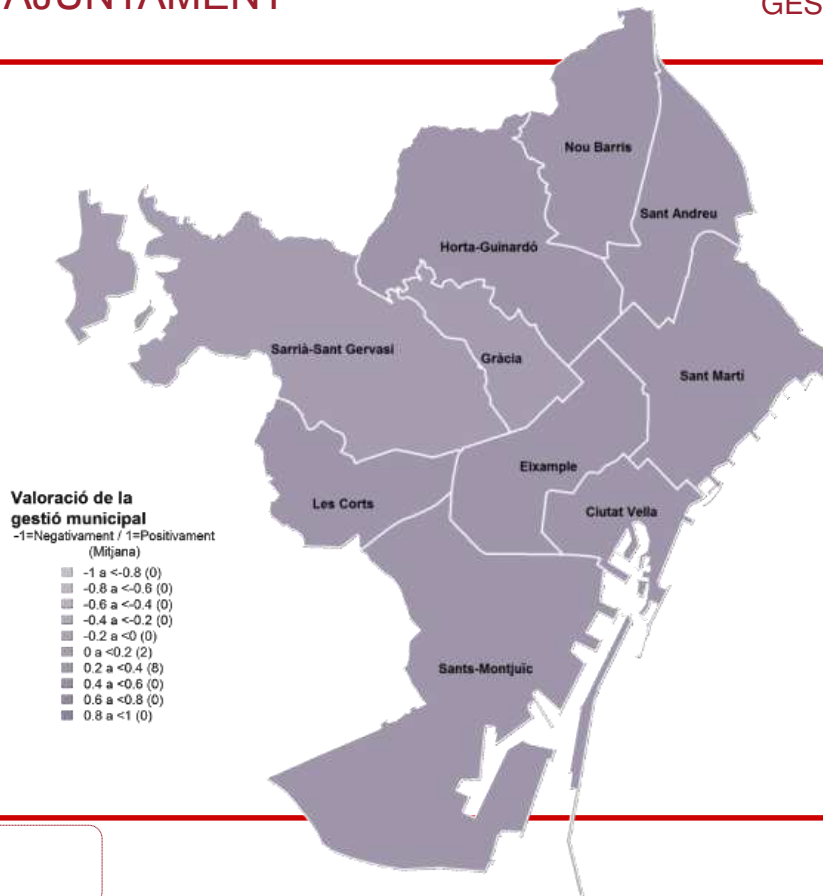 AJUNTAMENT
GES
Nou Barris
Sant Andreu
Horta-Guinardó
Sarrià-Sant Gervasi
Gràcia
Sant Martí
Eixample
Les Corts
Ciutat Vella
Sants-Montjuïc
Valoració de la
gestió municipal
-1=Negativament / 1=Positivament
(Mitjana)
-1 a <-0.8 (0)
-0.8 a <-0.6 (0)
-0.6 a <-0.4 (0)
-0.4 a <-0.2 (0)
-0.2 a <0 (0)
0 a <0.2 (2)
0.2 a <0.4 (8)
0.4 a <0.6 (0)
0.6 a <0.8 (0)
0.8 a <1 (0)